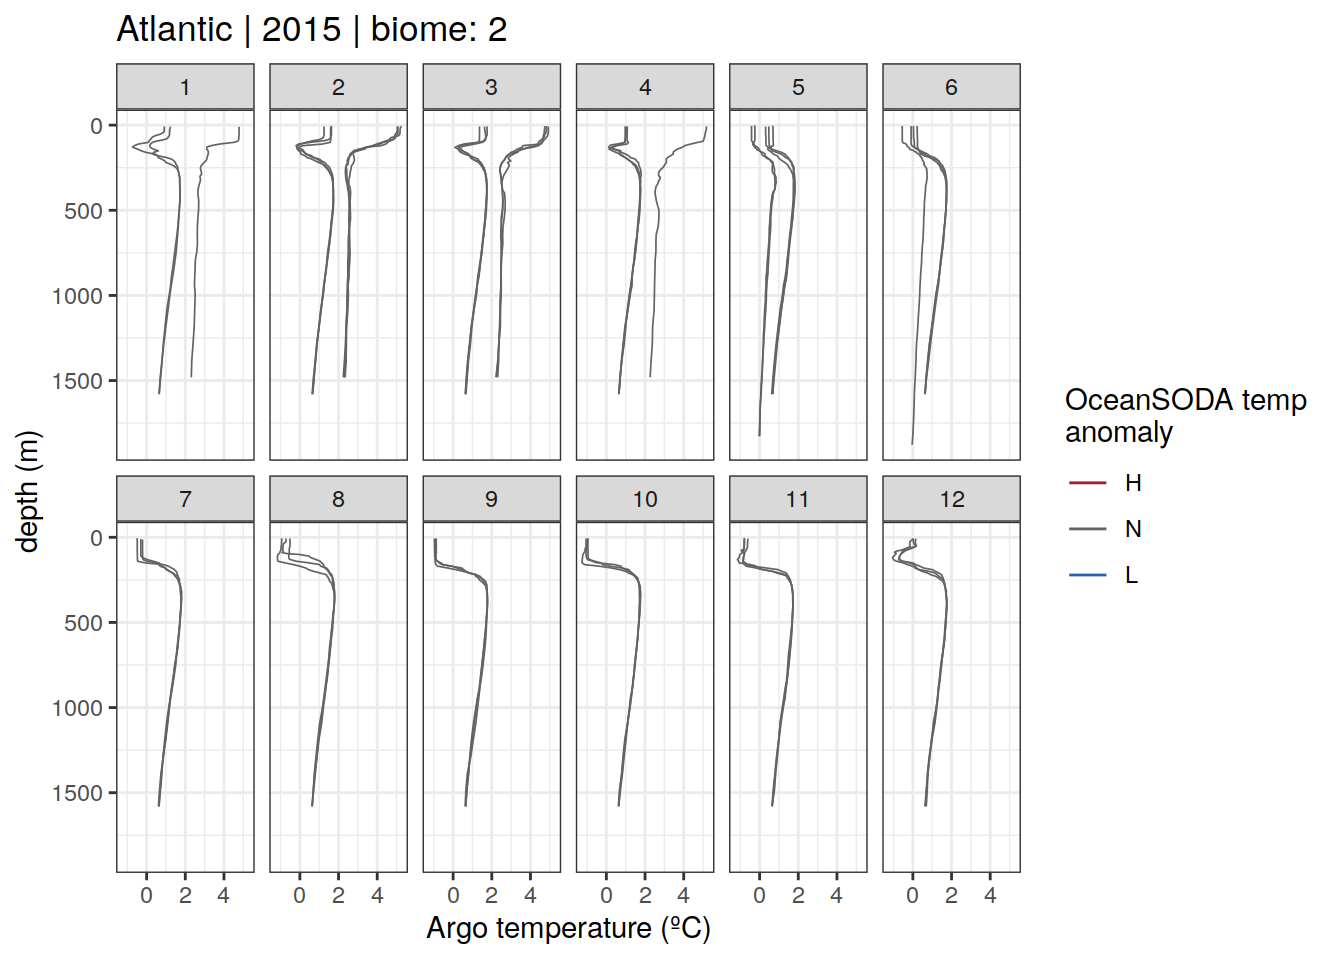 Atlantic | 2015 | biome: 2
1 2 3 4 5 6
0
500
1000
1500
7 8 9 10 11 12
0
500
1000
1500
0 2 4 0 2 4 0 2 4 0 2 4 0 2 4 0 2 4
Argo temperature (ºC)
depth (m)
OceanSODA temp
anomaly
H
N
L